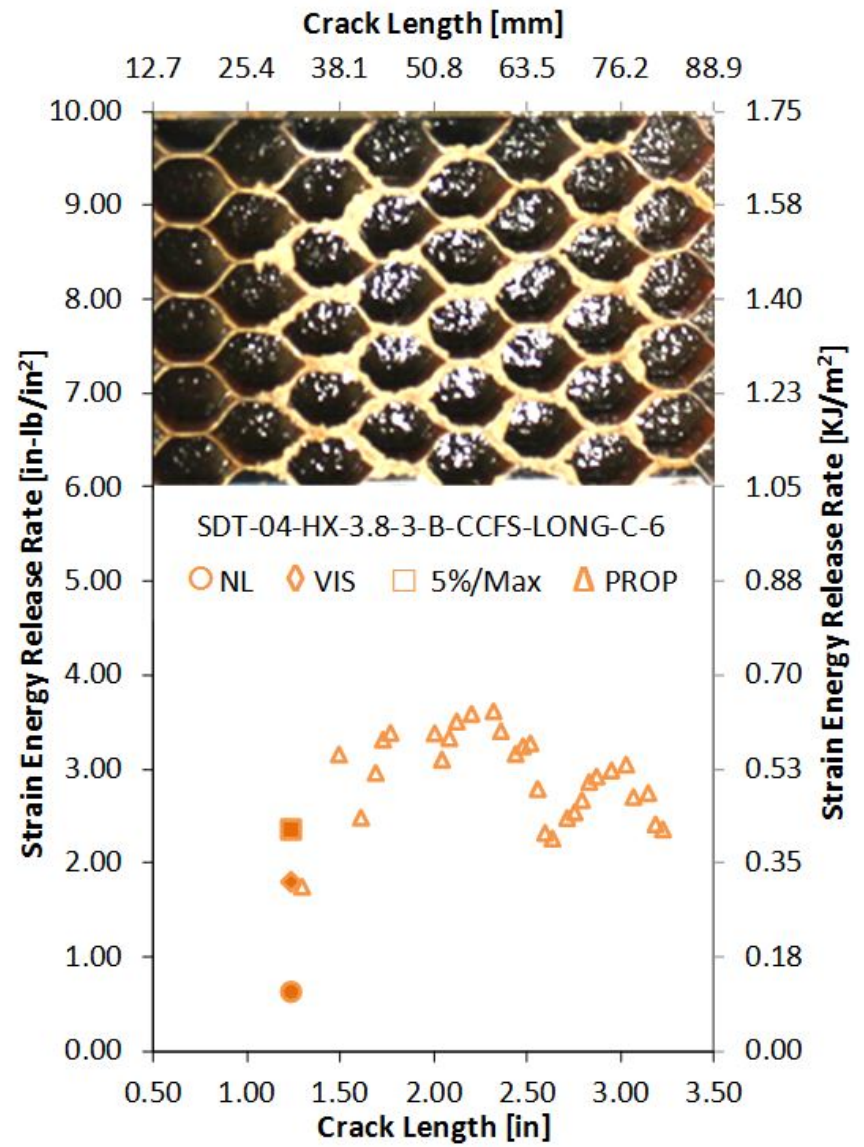 Crack Length [mm]
12.7 25.4 38.1 50.8 63.5 76.2 88.9
10.00 1.75
9.00 1.58
8.00 1.40
7.00 1.23
6.00 1.05
SDT-04-HX-3.8-3-B-CCFS-LONG-C-6
5.00 NL VIS 5%/Max PROP 0.88
4.00 0.70
3.00 0.53
2.00 0.35
1.00 0.18
0.00 0.00
Strain Energy Release Rate [in-lb/in²]
Strain Energy Release Rate [KJ/m²]
0.50 1.00 1.50 2.00 2.50 3.00 3.50
Crack Length [in]